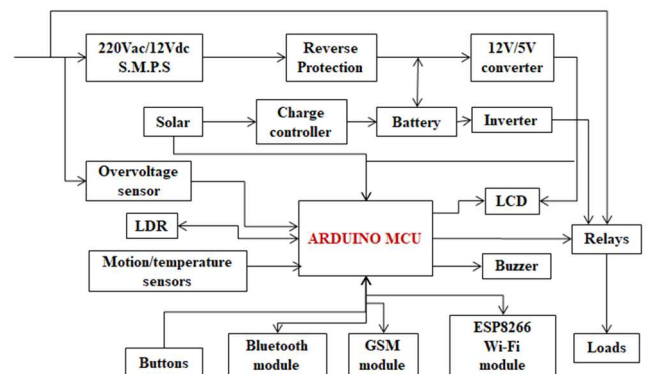 220Vac/12Vdc
S.M.P.S
Reverse
Protection
12V/5V
converter
Solar
Charge
controller
Battery
Inverter
Overvoltage
sensor
LCD
LDR
ARDUINO MCU
Relays
Motion/temperature
sensors
Buzzer
Buttons
Bluetooth
module
GSM
module
ESP8266
Wi-Fi
module
Loads